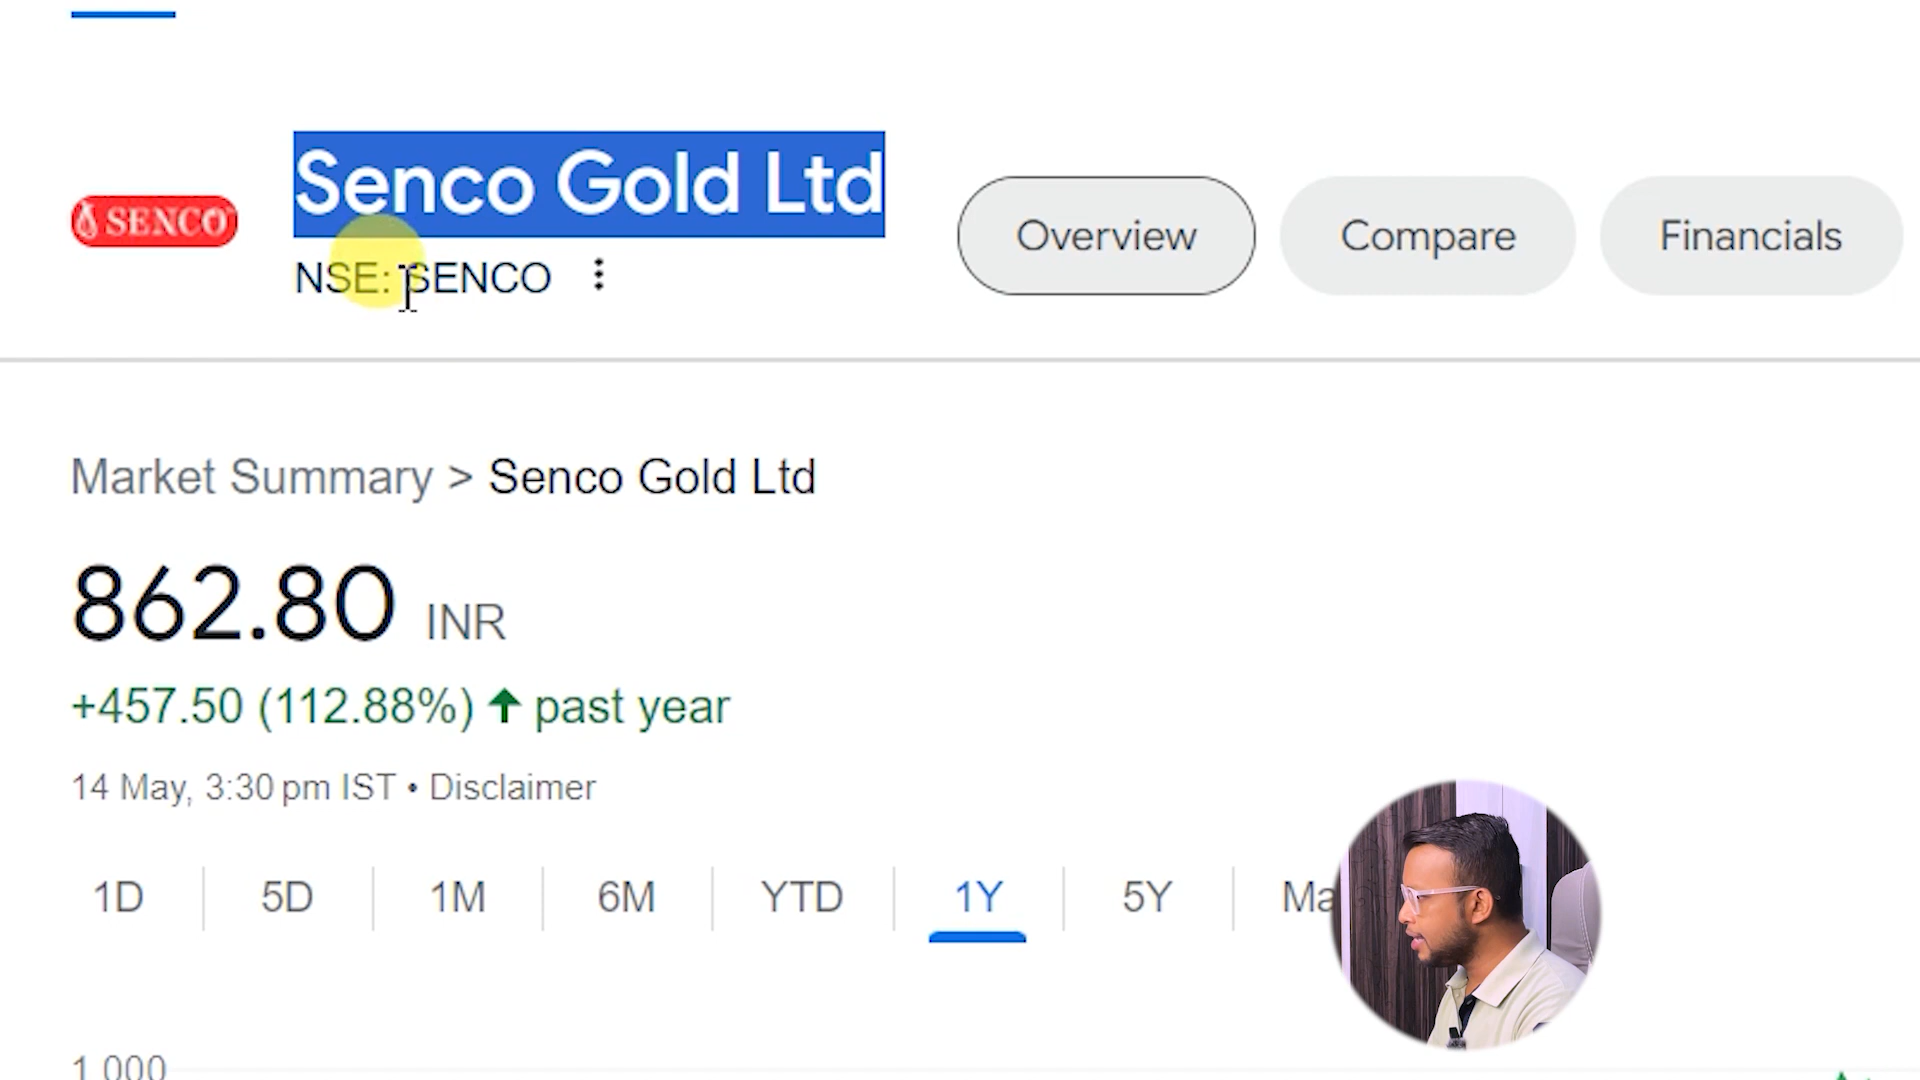 Senco Gold Ltd
SENCO
NSE: SENCO
Overview
Compare
Financials
Market Summary > Senco Gold Ltd
862.80 INR
+457.50 (112.88%) ↑ past year
14 May, 3:30 pm IST • Disclaimer
1D 5D 1M 6M YTD 1Y 5Y
1,000